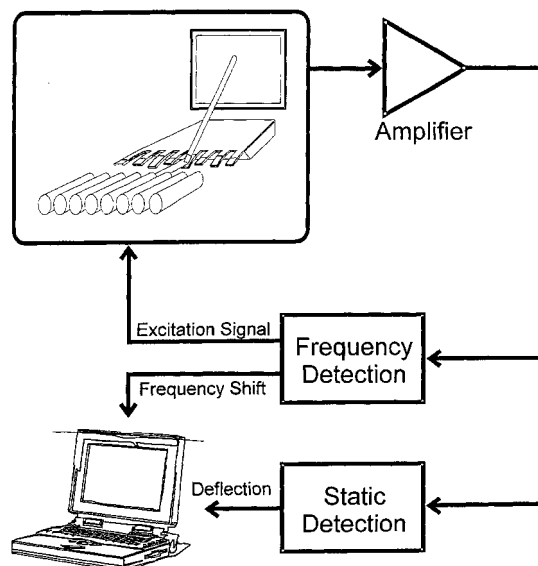 Amplifier
Excitation Signal
Frequency
Detection
Frequency Shift
Deflection
Static
Detection